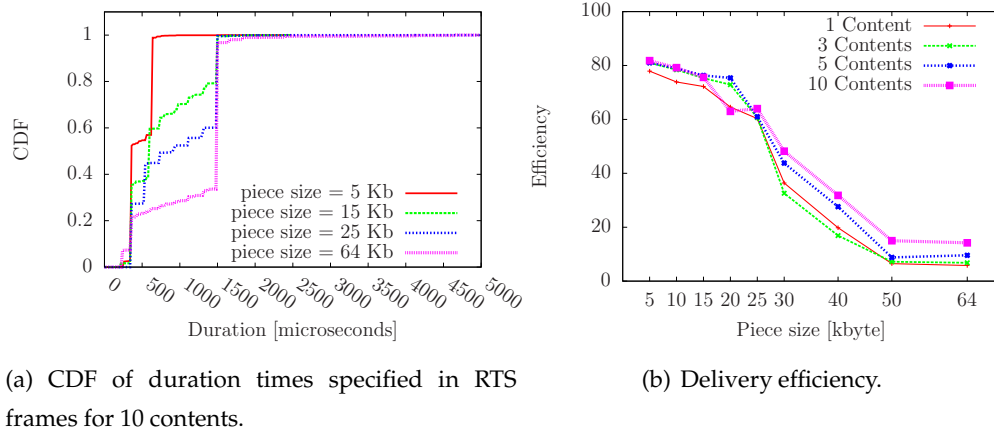 1
0.8
0.6
0.4
0.2
0
CDF
piece size = 5 Kb
piece size = 15 Kb
piece size = 25 Kb
piece size = 64 Kb
0 500 1000 1500 2000 2500 3000 3500 4000 4500 5000
Duration [microseconds]
(a) CDF of duration times specified in RTS
frames for 10 contents.
100
80
60
40
20
0
Efficiency
1 Content
3 Contents
5 Contents
10 Contents
5 10 15 20 25 30 40 50 64
Piece size [kbyte]
(b) Delivery efficiency.